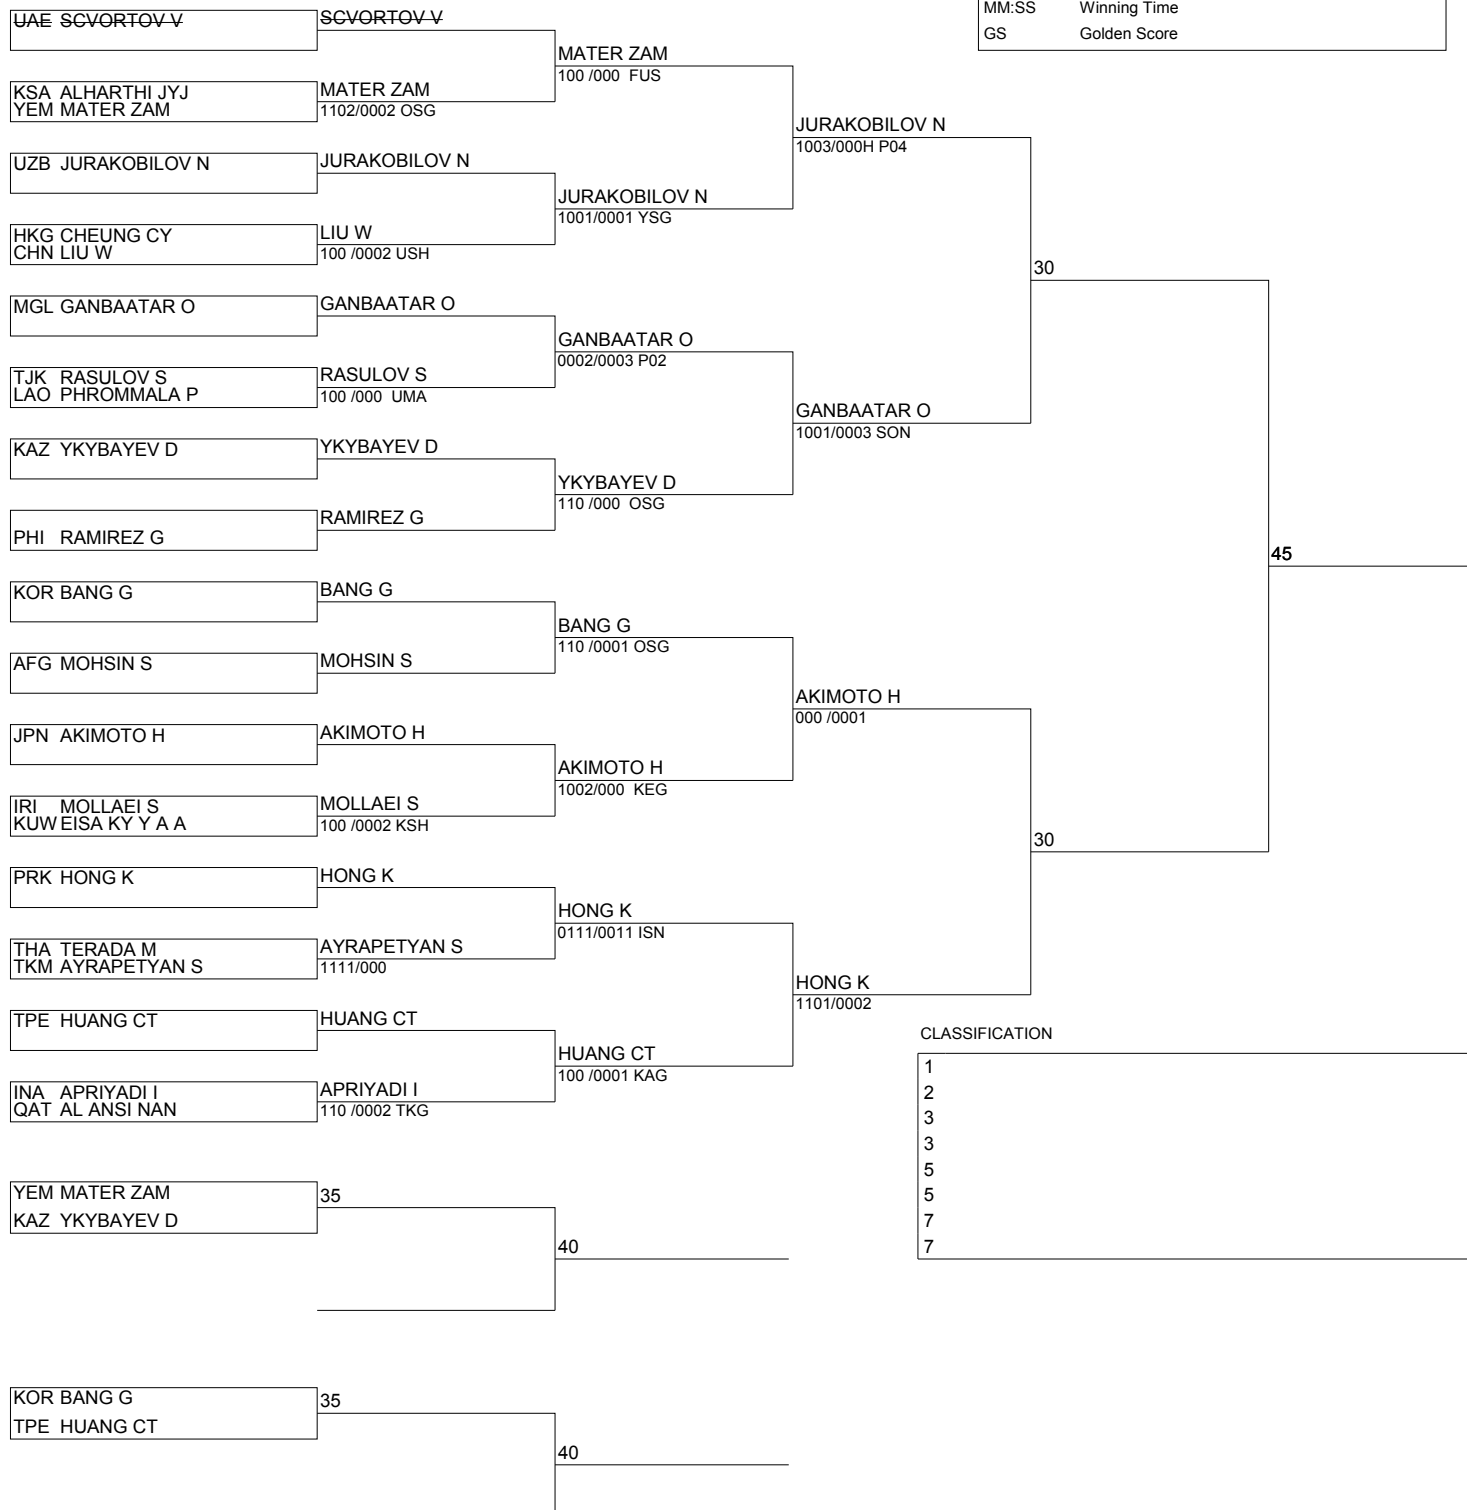 MM:SS Winning Time
GS Golden Score
UAE SCVORTOV V
SCVORTOV V
MATER ZAM
100 /000 FUS
KSA ALHARTHI JYJ
YEM MATER ZAM
MATER ZAM
1102/0002 OSG
JURAKOBILOV N
1003/000H P04
UZB JURAKOBILOV N
JURAKOBILOV N
JURAKOBILOV N
1001/0001 YSG
HKG CHEUNG CY
CHN LIU W
LIU W
100 /0002 USH
30
MGL GANBAATAR O
GANBAATAR O
GANBAATAR O
0002/0003 P02
TJK RASULOV S
LAO PHROMMALA P
RASULOV S
100 /000 UMA
GANBAATAR O
1001/0003 SON
KAZ YKYBAYEV D
YKYBAYEV D
YKYBAYEV D
110 /000 OSG
PHI RAMIREZ G
RAMIREZ G
45
KOR BANG G
BANG G
BANG G
110 /0001 OSG
AFG MOHSIN S
MOHSIN S
AKIMOTO H
000 /0001
JPN AKIMOTO H
AKIMOTO H
AKIMOTO H
1002/000 KEG
IRI MOLLAEI S
KUW EISA KY Y A A
MOLLAEI S
100 /0002 KSH
30
PRK HONG K
HONG K
HONG K
0111/0011 ISN
THA TERADA M
TKM AYRAPETYAN S
AYRAPETYAN S
1111/000
HONG K
1101/0002
TPE HUANG CT
HUANG CT
HUANG CT
100 /0001 KAG
INA APRIYADI I
QAT AL ANSI NAN
APRIYADI I
110 /0002 TKG
CLASSIFICATION
1
2
3
3
5
5
7
7
YEM MATER ZAM
KAZ YKYBAYEV D
35
40
KOR BANG G
TPE HUANG CT
35
40